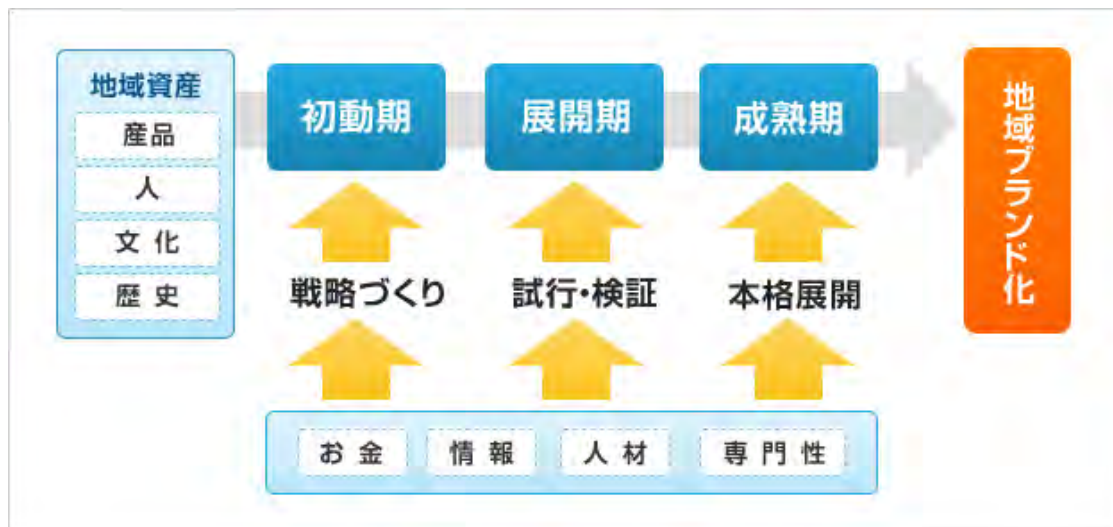 地域資産
産品
人
文化
歴史
初動期
展開期
成熟期
地域ブランド化
戦略づくり
試行・検証
本格展開
お金
情報
人材
専門性